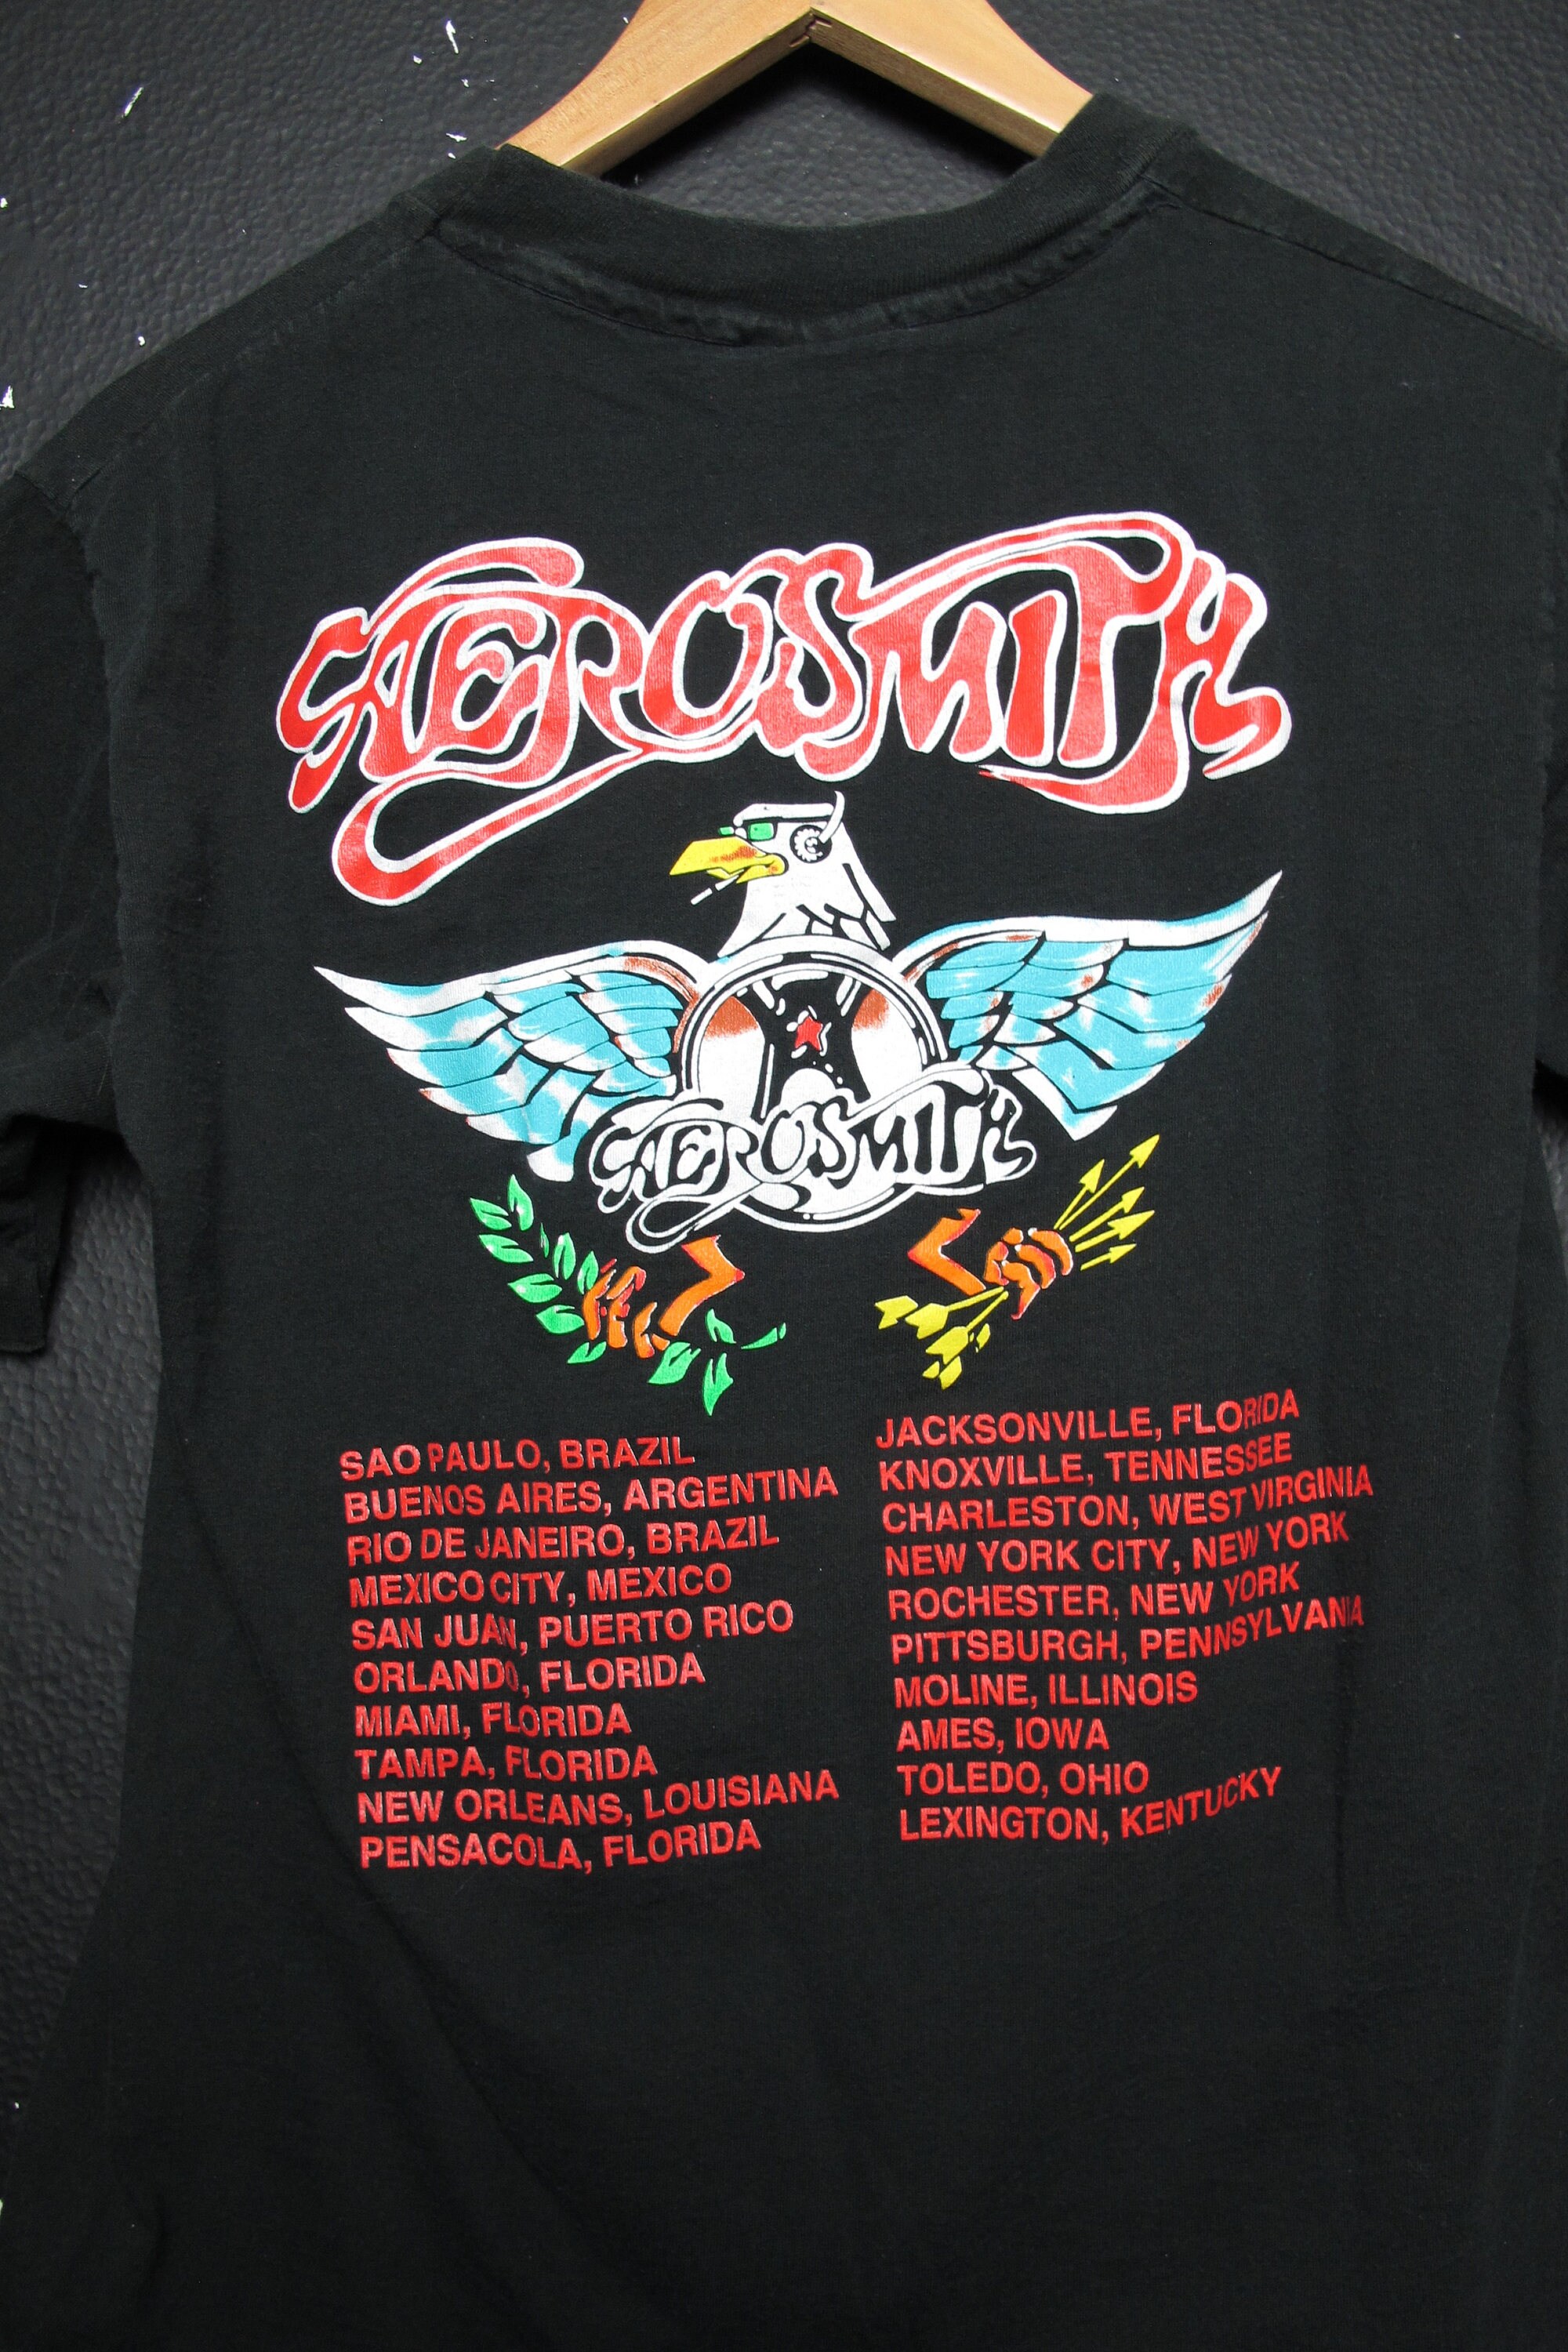 AEROSMITH
AEROSMITH
SAO PAULO, BRAZIL
BUENOS AIRES, ARGENTINA
RIO DE JANEIRO, BRAZIL
MEXICO CITY, MEXICO
SAN JUAN, PUERTO RICO
ORLANDO, FLORIDA
MIAMI, FLORIDA
TAMPA, FLORIDA
NEW ORLEANS, LOUISIANA
PENSACOLA, FLORIDA
JACKSONVILLE, FLORIDA
KNOXVILLE, TENNESSEE
CHARLESTON, WEST VIRGINIA
NEW YORK CITY, NEW YORK
ROCHESTER, NEW YORK
PITTSBURGH, PENNSYLVANIA
MOLINE, ILLINOIS
AMES, IOWA
TOLEDO, OHIO
LEXINGTON, KENTUCKY